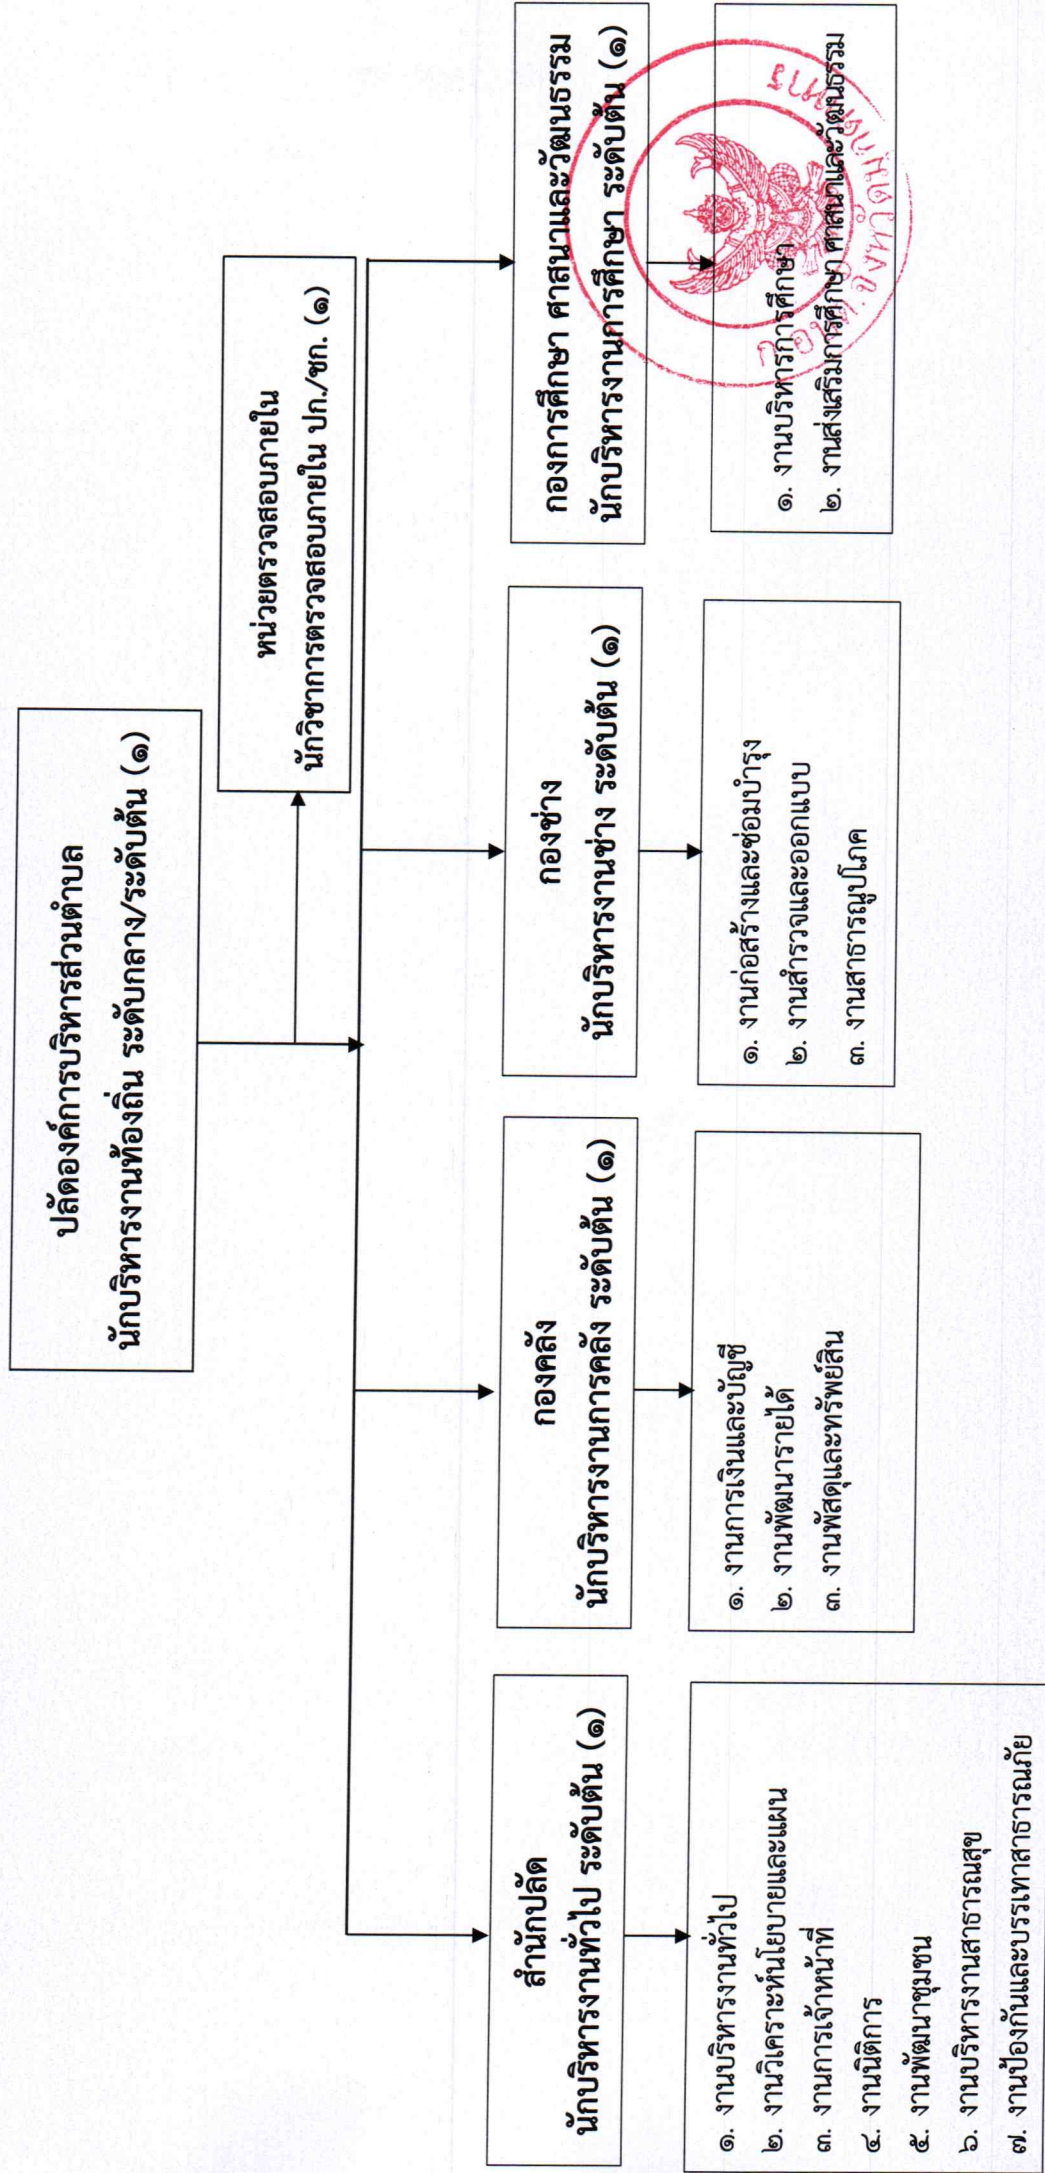 ปลัดองค์การบริหารส่วนตำบล
นักบริหารงานท้องถิ่น ระดับกลาง/ระดับต้น (๑)
หน่วยตรวจสอบภายใน
นักวิชาการตรวจสอบภายใน ปก./ชก. (๑)
สำนักปลัด
นักบริหารงานทั่วไป ระดับต้น (๑)
๑. งานบริหารงานทั่วไป
๒. งานวิเคราะห์นโยบายและแผน
๓. งานการเจ้าหน้าที่
๔. งานนิติการ
๕. งานพัฒนาชุมชน
๖. งานบริหารงานสาธารณสุข
๗. งานป้องกันและบรรเทาสาธารณภัย
กองคลัง
นักบริหารงานการคลัง ระดับต้น (๑)
๑. งานการเงินและบัญชี
๒. งานพัฒนารายได้
๓. งานพัสดุและทรัพย์สิน
กองช่าง
นักบริหารงานช่าง ระดับต้น (๑)
๑. งานก่อสร้างและซ่อมบำรุง
๒. งานสำรวจและออกแบบ
๓. งานสาธารณูปโภค
กองการศึกษา ศาสนาและวัฒนธรรม
นักบริหารงานการศึกษา ระดับต้น (๑)
๑. งานบริหารการศึกษา
๒. งานส่งเสริมการศึกษา ศาสนาและวัฒนธรรม